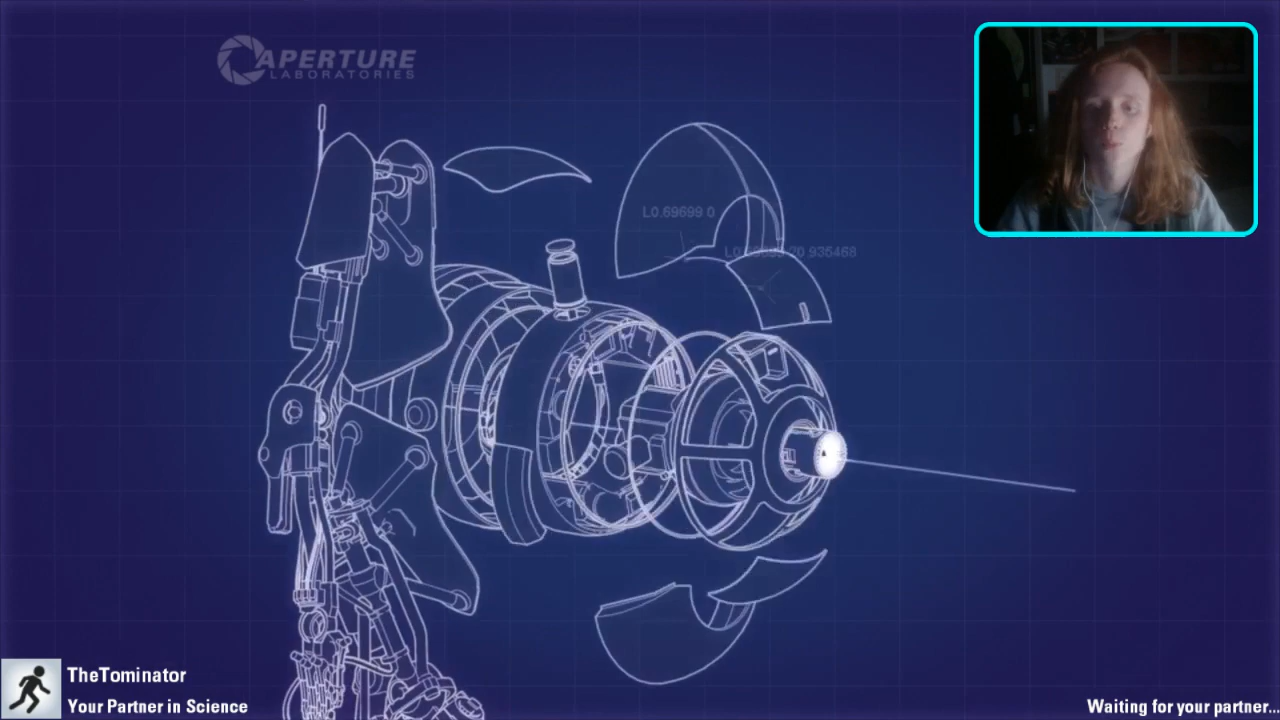 APERTURE
LABORATORIES
L0.69699 0
TheTominator
Your Partner in Science
Waiting for your partner...